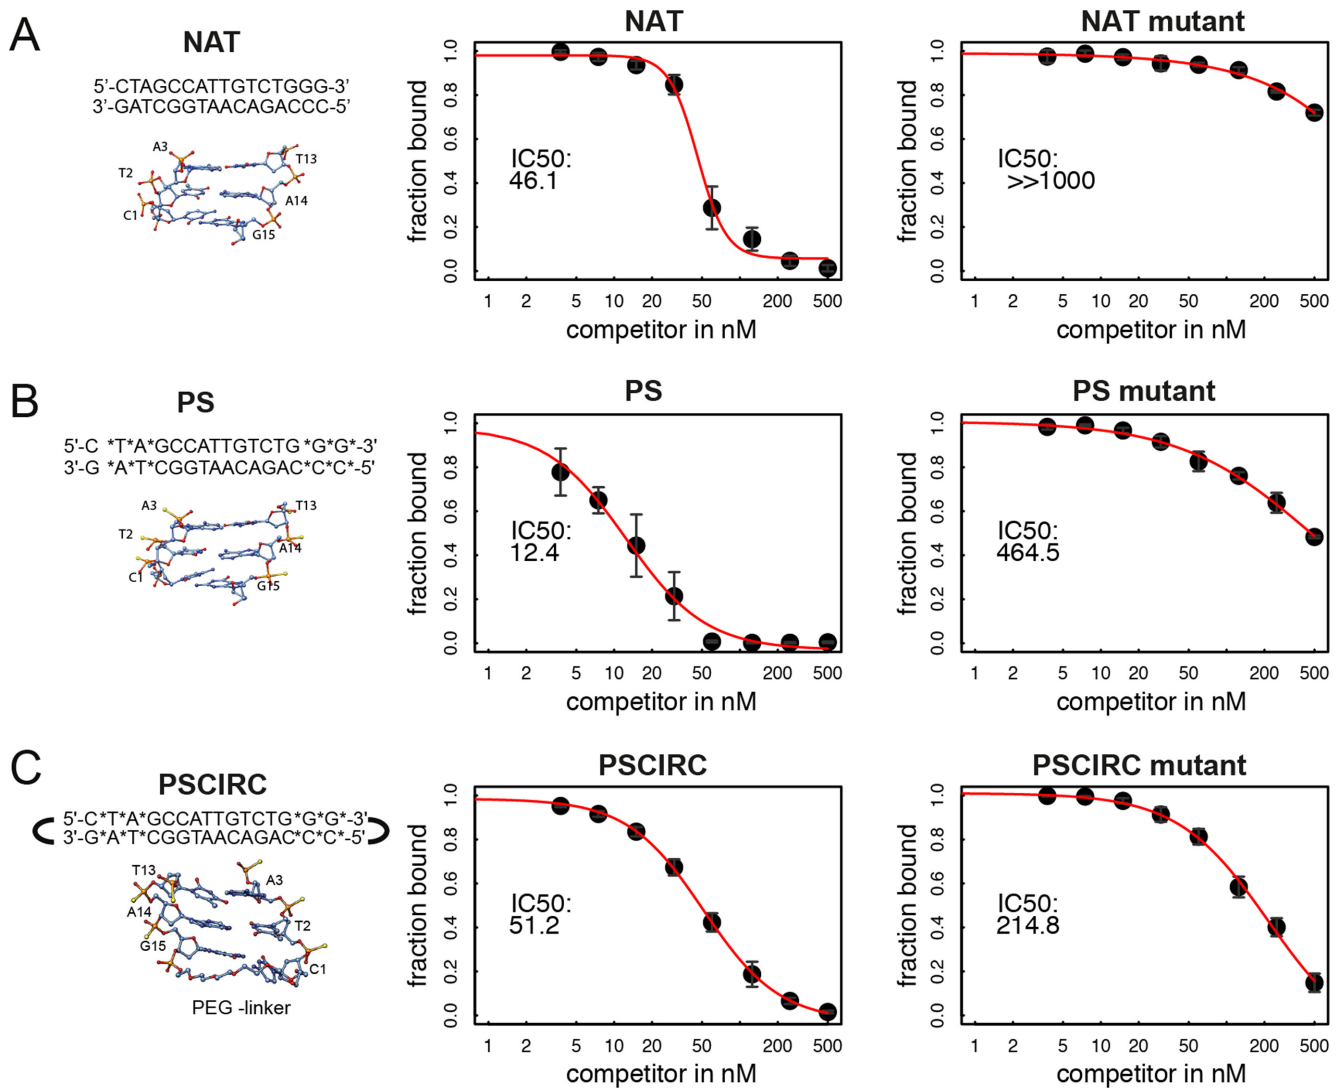 A
NAT
5'-CTAGCCATTGTCTGGG-3'
3'-GATCGGTAACAGACCC-5'
A3
T13
T2
A14
C1
G15
NAT
fraction bound
1.0
0.8
0.6
0.4
0.2
0.0
IC50:
46.1
1 2 5 10 20 50 200 500
competitor in nM
NAT mutant
fraction bound
1.0
0.8
0.6
0.4
0.2
0.0
IC50:
>>1000
1 2 5 10 20 50 200 500
competitor in nM
B
PS
5'-C *T*A*GCCATTGTCTG*G*G*-3'
3'-G *A*T*CGGTAACAGAC*C*C*-5'
A3
T13
T2
A14
C1
G15
PS
fraction bound
1.0
0.8
0.6
0.4
0.2
0.0
IC50:
12.4
1 2 5 10 20 50 200 500
competitor in nM
PS mutant
fraction bound
1.0
0.8
0.6
0.4
0.2
0.0
IC50:
464.5
1 2 5 10 20 50 200 500
competitor in nM
C
PSCIRC
5'-C*T*A*GCCATTGTCTG*G*G*-3'
3'-G*A*T*CGGTAACAGAC*C*C*-5'
T13
A3
A14
T2
G15
C1
PEG -linker
PSCIRC
fraction bound
1.0
0.8
0.6
0.4
0.2
0.0
IC50:
51.2
1 2 5 10 20 50 200 500
competitor in nM
PSCIRC mutant
fraction bound
1.0
0.8
0.6
0.4
0.2
0.0
IC50:
214.8
1 2 5 10 20 50 200 500
competitor in nM